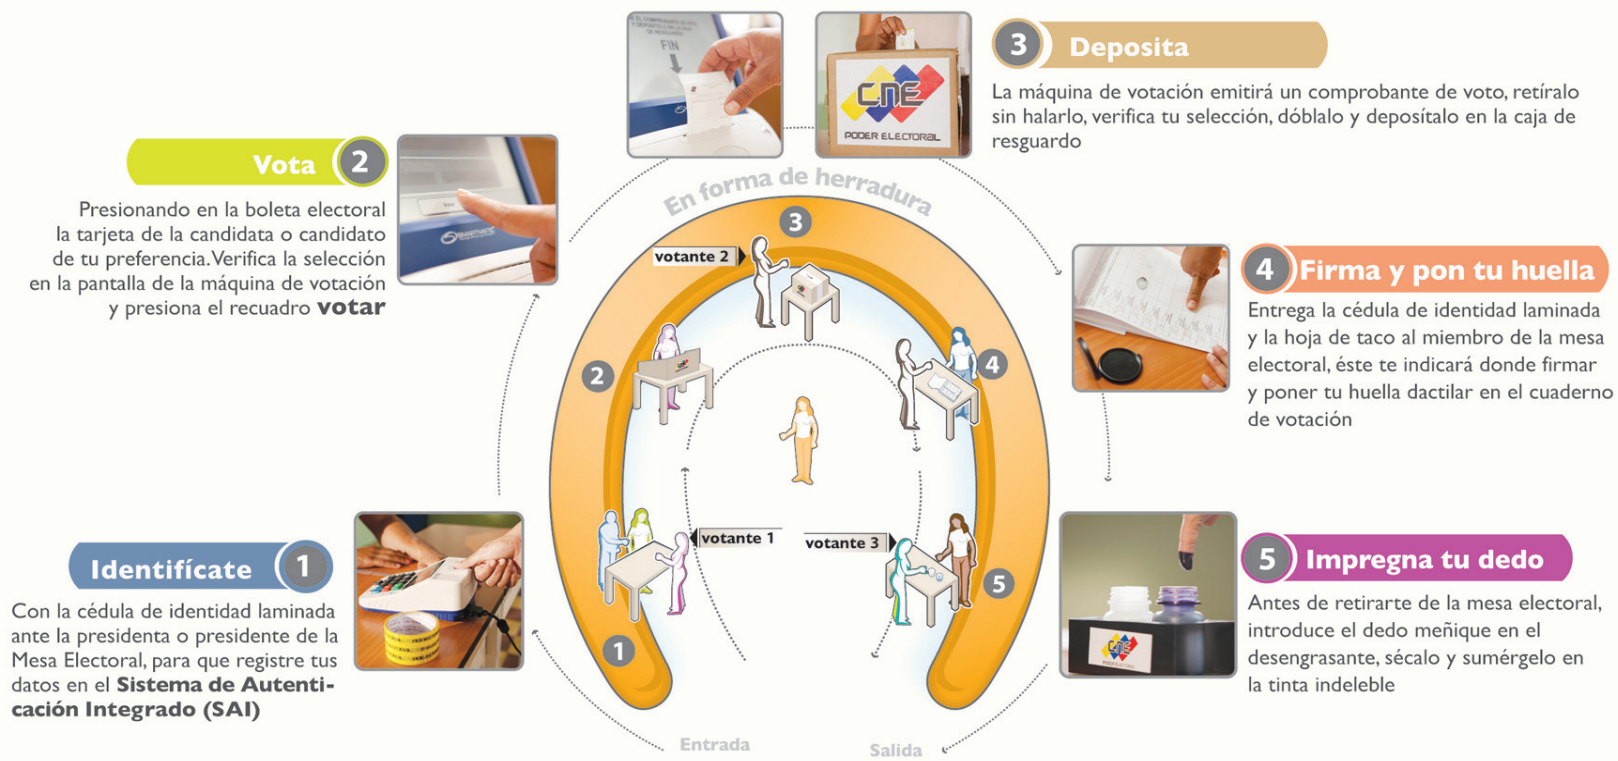 1
Identifícate
Con la cédula de identidad laminada
ante la presidenta o presidente de la
Mesa Electoral, para que registre tus
datos en el Sistema de Autenti-
cación Integrado (SAI)
Vota 2
Presionando en la boleta electoral
la tarjeta de la candidata o candidato
de tu preferencia. Verifica la selección
en la pantalla de la máquina de votación
y presiona el recuadro votar
SMARTMATIC
FIN
CNE
PODER ELECTORAL
3 Deposita
La máquina de votación emitirá un comprobante de voto, retíralo
sin halarlo, verifica tu selección, dóblalo y deposítalo en la caja de
resguardo
4 Firma y pon tu huella
Entrega la cédula de identidad laminada
y la hoja de taco al miembro de la mesa
electoral, éste te indicará donde firmar
y poner tu huella dactilar en el cuaderno
de votación
5 Impregna tu dedo
Antes de retirarte de la mesa electoral,
introduce el dedo meñique en el
desengrasante, sécalo y sumérgelo en
la tinta indeleble
CNE
PODER ELECTORAL
En forma de herradura
3
votante 2
2
4
votante 1
votante 3
5
1
Entrada
Salida